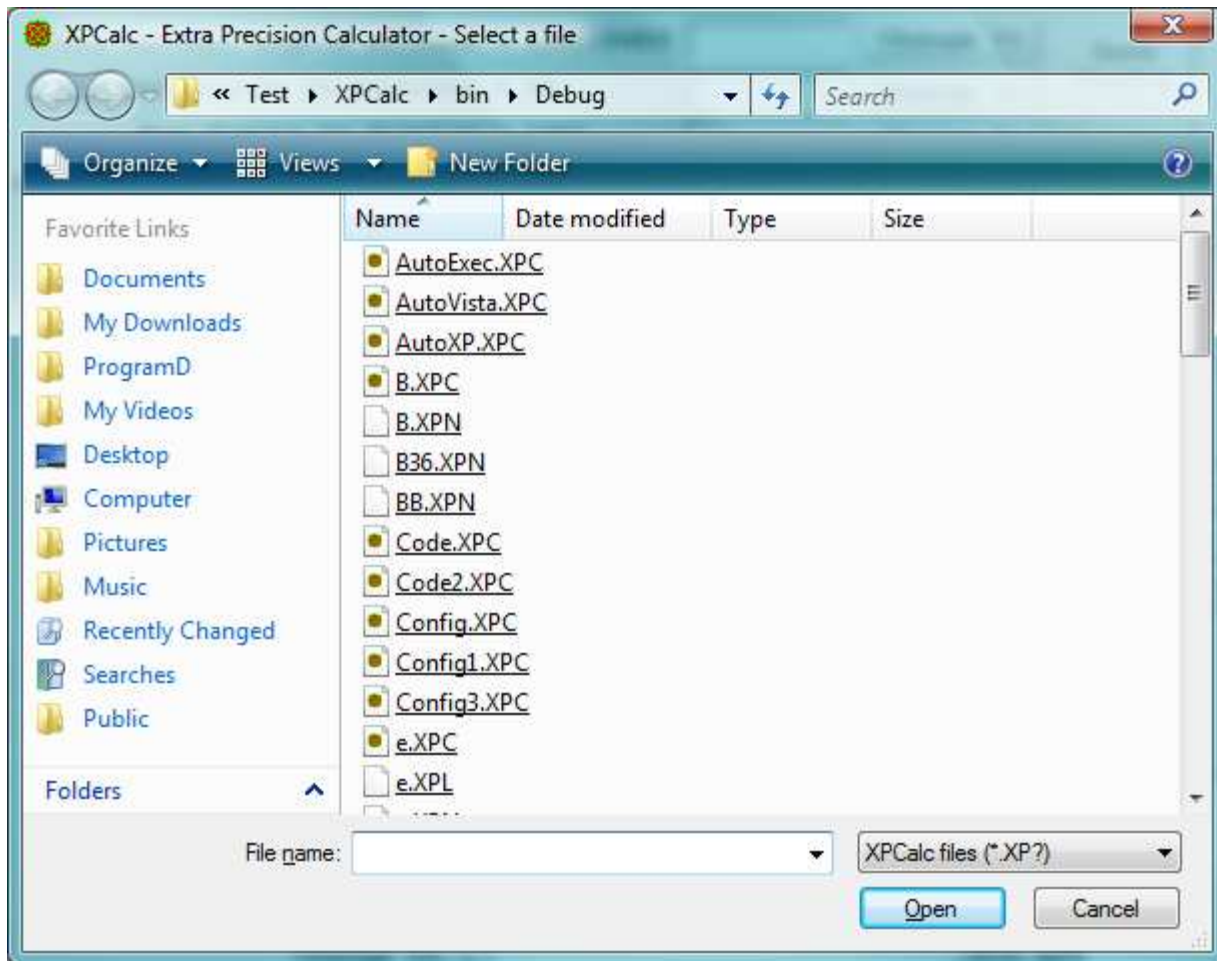 XPCalc - Extra Precision Calculator - Select a file
« Test XPCalc bin Debug Search
Organize Views New Folder
Favorite Links
Documents
My Downloads
ProgramD
My Videos
Desktop
Computer
Pictures
Music
Recently Changed
Searches
Public
Folders
Name Date modified Type Size
AutoExec.XPC
AutoVista.XPC
AutoXP.XPC
B.XPC
B.XPN
B36.XPN
BB.XPN
Code.XPC
Code2.XPC
Config.XPC
Config1.XPC
Config3.XPC
e.XPC
e.XPL
File name: XPCalc files (*.XP?)
Open Cancel